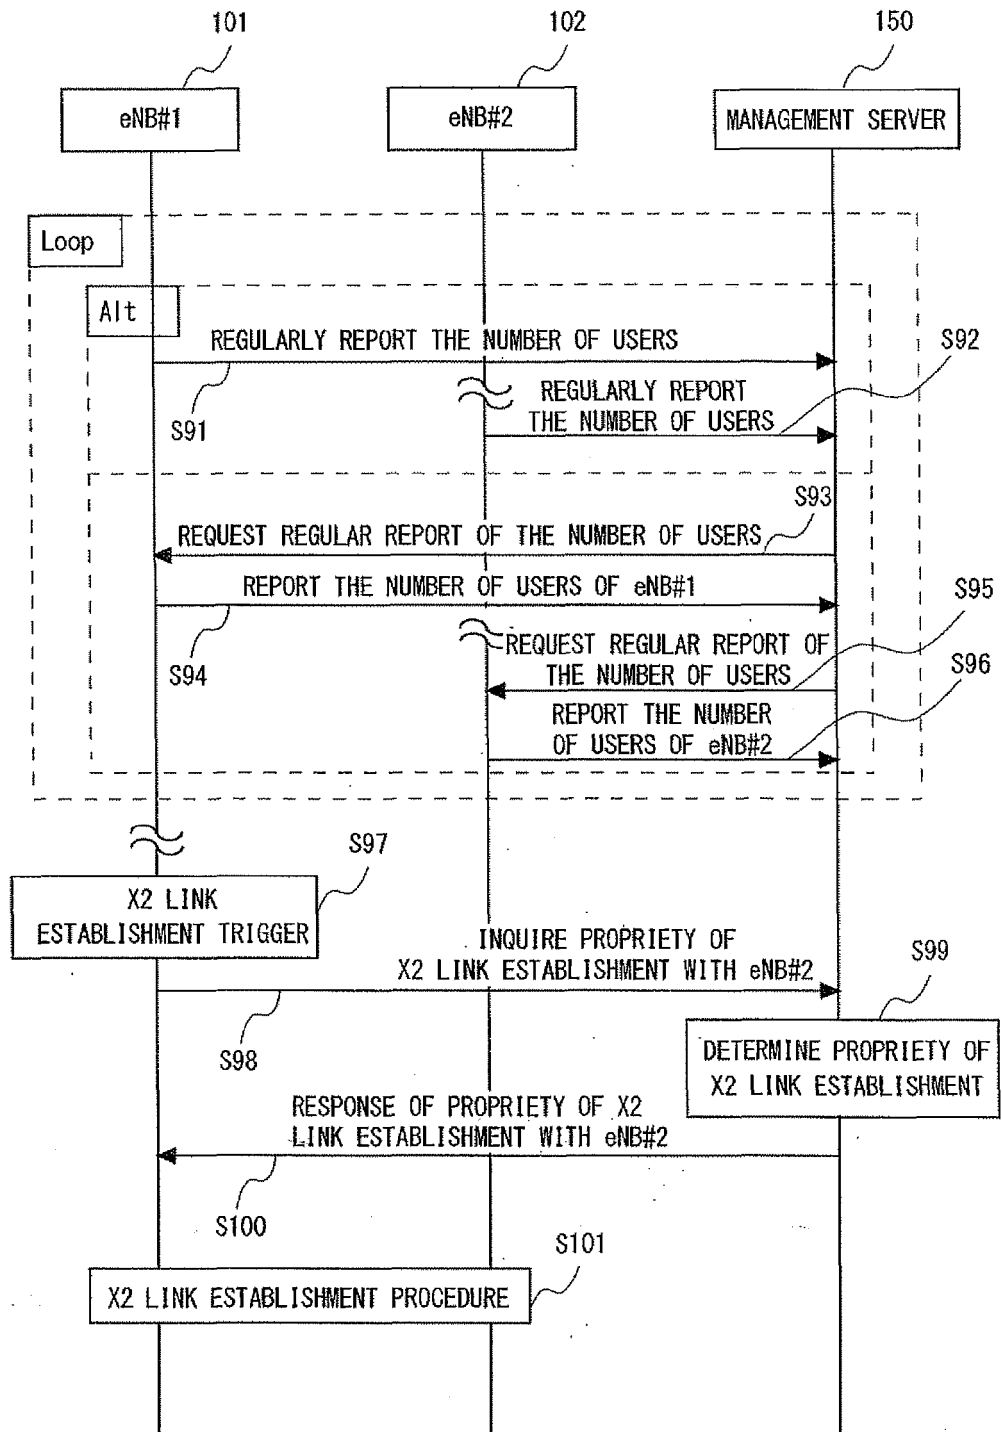 101
102
150
eNB#1
eNB#2
MANAGEMENT SERVER
Loop
Alt
REGULARLY REPORT THE NUMBER OF USERS
S92
REGULARLY REPORT
THE NUMBER OF USERS
S91
S93
REQUEST REGULAR REPORT OF THE NUMBER OF USERS
REPORT THE NUMBER OF USERS OF eNB#1
S95
REQUEST REGULAR REPORT OF
THE NUMBER OF USERS
S94
S96
REPORT THE NUMBER
OF USERS OF eNB#2
S97
X2 LINK
ESTABLISHMENT TRIGGER
INQUIRE PROPRIETY OF
X2 LINK ESTABLISHMENT WITH eNB#2
S99
S98
DETERMINE PROPRIETY OF
X2 LINK ESTABLISHMENT
RESPONSE OF PROPRIETY OF X2
LINK ESTABLISHMENT WITH eNB#2
S100
S101
X2 LINK ESTABLISHMENT PROCEDURE